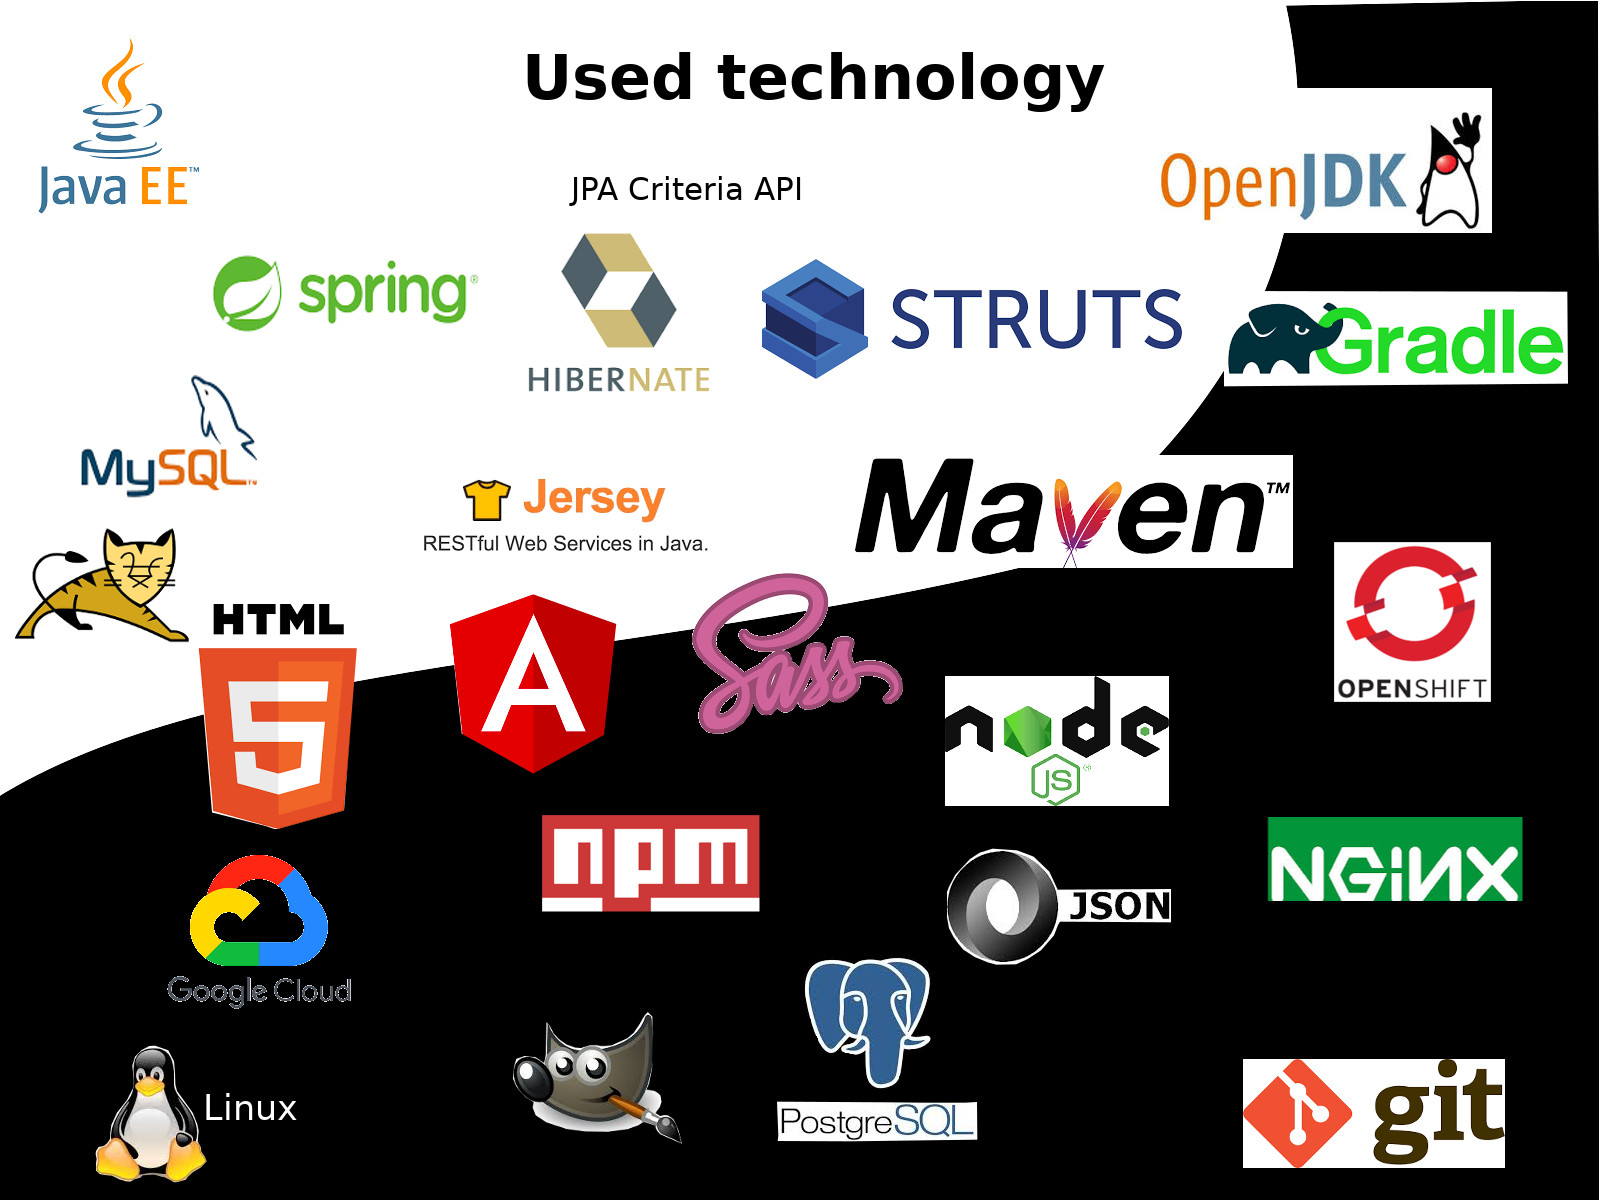 Used technology
Java EE™
JPA Criteria API
OpenJDK
spring®
HIBERNATE
STRUTS
Gradle
MySQL™
Jersey
RESTful Web Services in Java.
Maven™
HTML
5
A
Sass
OPENSHIFT
node
JS
npm
NGINX
JSON
Google Cloud
PostgreSQL
Linux
git